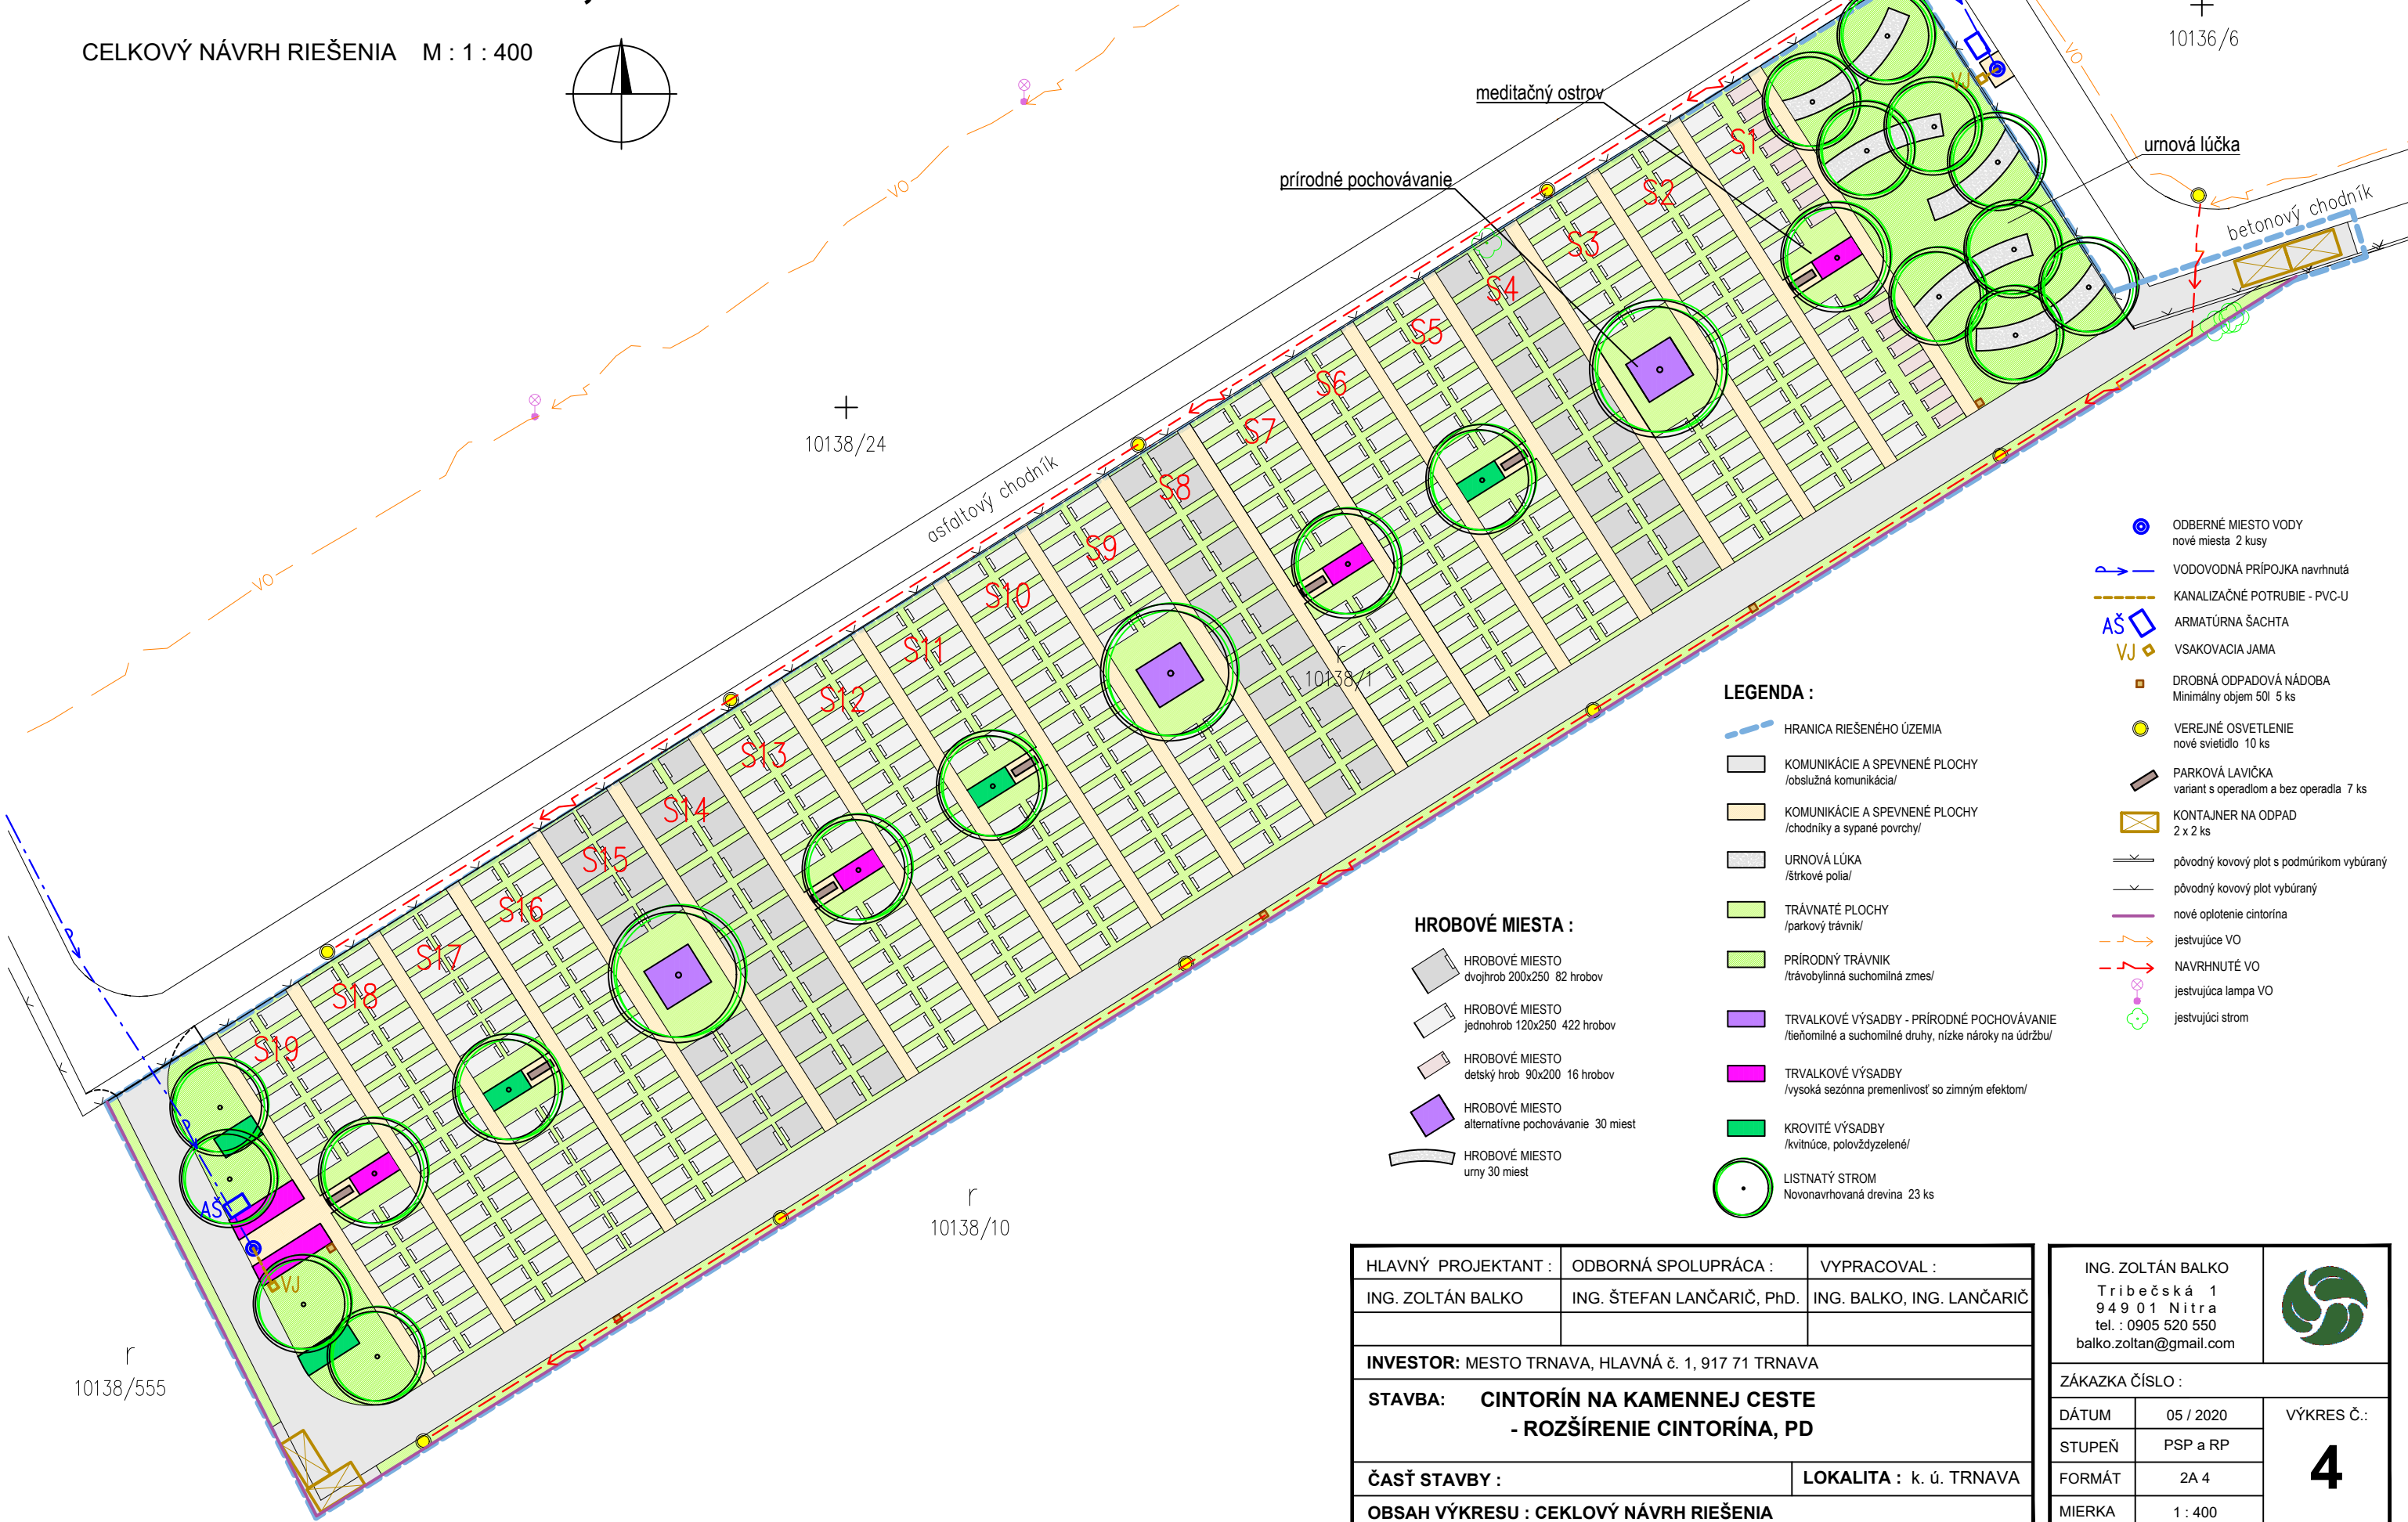 CELKOVÝ NÁVRH RIEŠENIA M : 1 : 400
10136/6
meditačný ostrov
urnová lúčka
prírodné pochovávanie
betonový chodník
asfaltový chodník
VO
VO
VO
VJ
10138/24
r
10138/1
r
10138/10
r
10138/555
S1
S2
S3
S4
S5
S6
S7
S8
S9
S10
S11
S12
S13
S14
S15
S16
S17
S18
S19
AŠ
VJ
ODBERNÉ MIESTO VODY
nové miesta 2 kusy
VODOVODNÁ PRÍPOJKA navrhnutá
KANALIZAČNÉ POTRUBIE - PVC-U
AŠ ARMATÚRNA ŠACHTA
VJ VSAKOVACIA JAMA
DROBNÁ ODPADOVÁ NÁDOBA
Minimálny objem 50l 5 ks
VEREJNÉ OSVETLENIE
nové svietidlo 10 ks
PARKOVÁ LAVIČKA
variant s operadlom a bez operadla 7 ks
KONTAJNER NA ODPAD
2 x 2 ks
pôvodný kovový plot s podmúrikom vybúraný
pôvodný kovový plot vybúraný
nové oplotenie cintorína
jestvujúce VO
NAVRHNUTÉ VO
jestvujúca lampa VO
jestvujúci strom
LEGENDA :
HRANICA RIEŠENÉHO ÚZEMIA
KOMUNIKÁCIE A SPEVNENÉ PLOCHY
/obslužná komunikácia/
KOMUNIKÁCIE A SPEVNENÉ PLOCHY
/chodníky a sypané povrchy/
URNOVÁ LÚKA
/štrkové polia/
TRÁVNATÉ PLOCHY
/parkový trávnik/
PRÍRODNÝ TRÁVNIK
/trávobylinná suchomilná zmes/
TRVALKOVÉ VÝSADBY - PRÍRODNÉ POCHOVÁVANIE
/tieňomilné a suchomilné druhy, nízke nároky na údržbu/
TRVALKOVÉ VÝSADBY
/vysoká sezónna premenlivosť so zimným efektom/
KROVITÉ VÝSADBY
/kvitnúce, polovždyzelené/
LISTNATÝ STROM
Novonavrhovaná drevina 23 ks
HROBOVÉ MIESTA :
HROBOVÉ MIESTO
dvojhrob 200x250 82 hrobov
HROBOVÉ MIESTO
jednohrob 120x250 422 hrobov
HROBOVÉ MIESTO
detský hrob 90x200 16 hrobov
HROBOVÉ MIESTO
alternatívne pochovávanie 30 miest
HROBOVÉ MIESTO
urny 30 miest
HLAVNÝ PROJEKTANT : ODBORNÁ SPOLUPRÁCA : VYPRACOVAL :
ING. ZOLTÁN BALKO ING. ŠTEFAN LANČARIČ, PhD. ING. BALKO, ING. LANČARIČ
INVESTOR: MESTO TRNAVA, HLAVNÁ č. 1, 917 71 TRNAVA
STAVBA: CINTORÍN NA KAMENNEJ CESTE
- ROZŠÍRENIE CINTORÍNA, PD
ČASŤ STAVBY : LOKALITA : k. ú. TRNAVA
OBSAH VÝKRESU : CEKLOVÝ NÁVRH RIEŠENIA
ING. ZOLTÁN BALKO
Tribečská 1
949 01 Nitra
tel. : 0905 520 550
balko.zoltan@gmail.com
ZÁKAZKA ČÍSLO :
DÁTUM 05 / 2020 VÝKRES Č.:
STUPEŇ PSP a RP
4
FORMÁT 2A 4
MIERKA 1 : 400